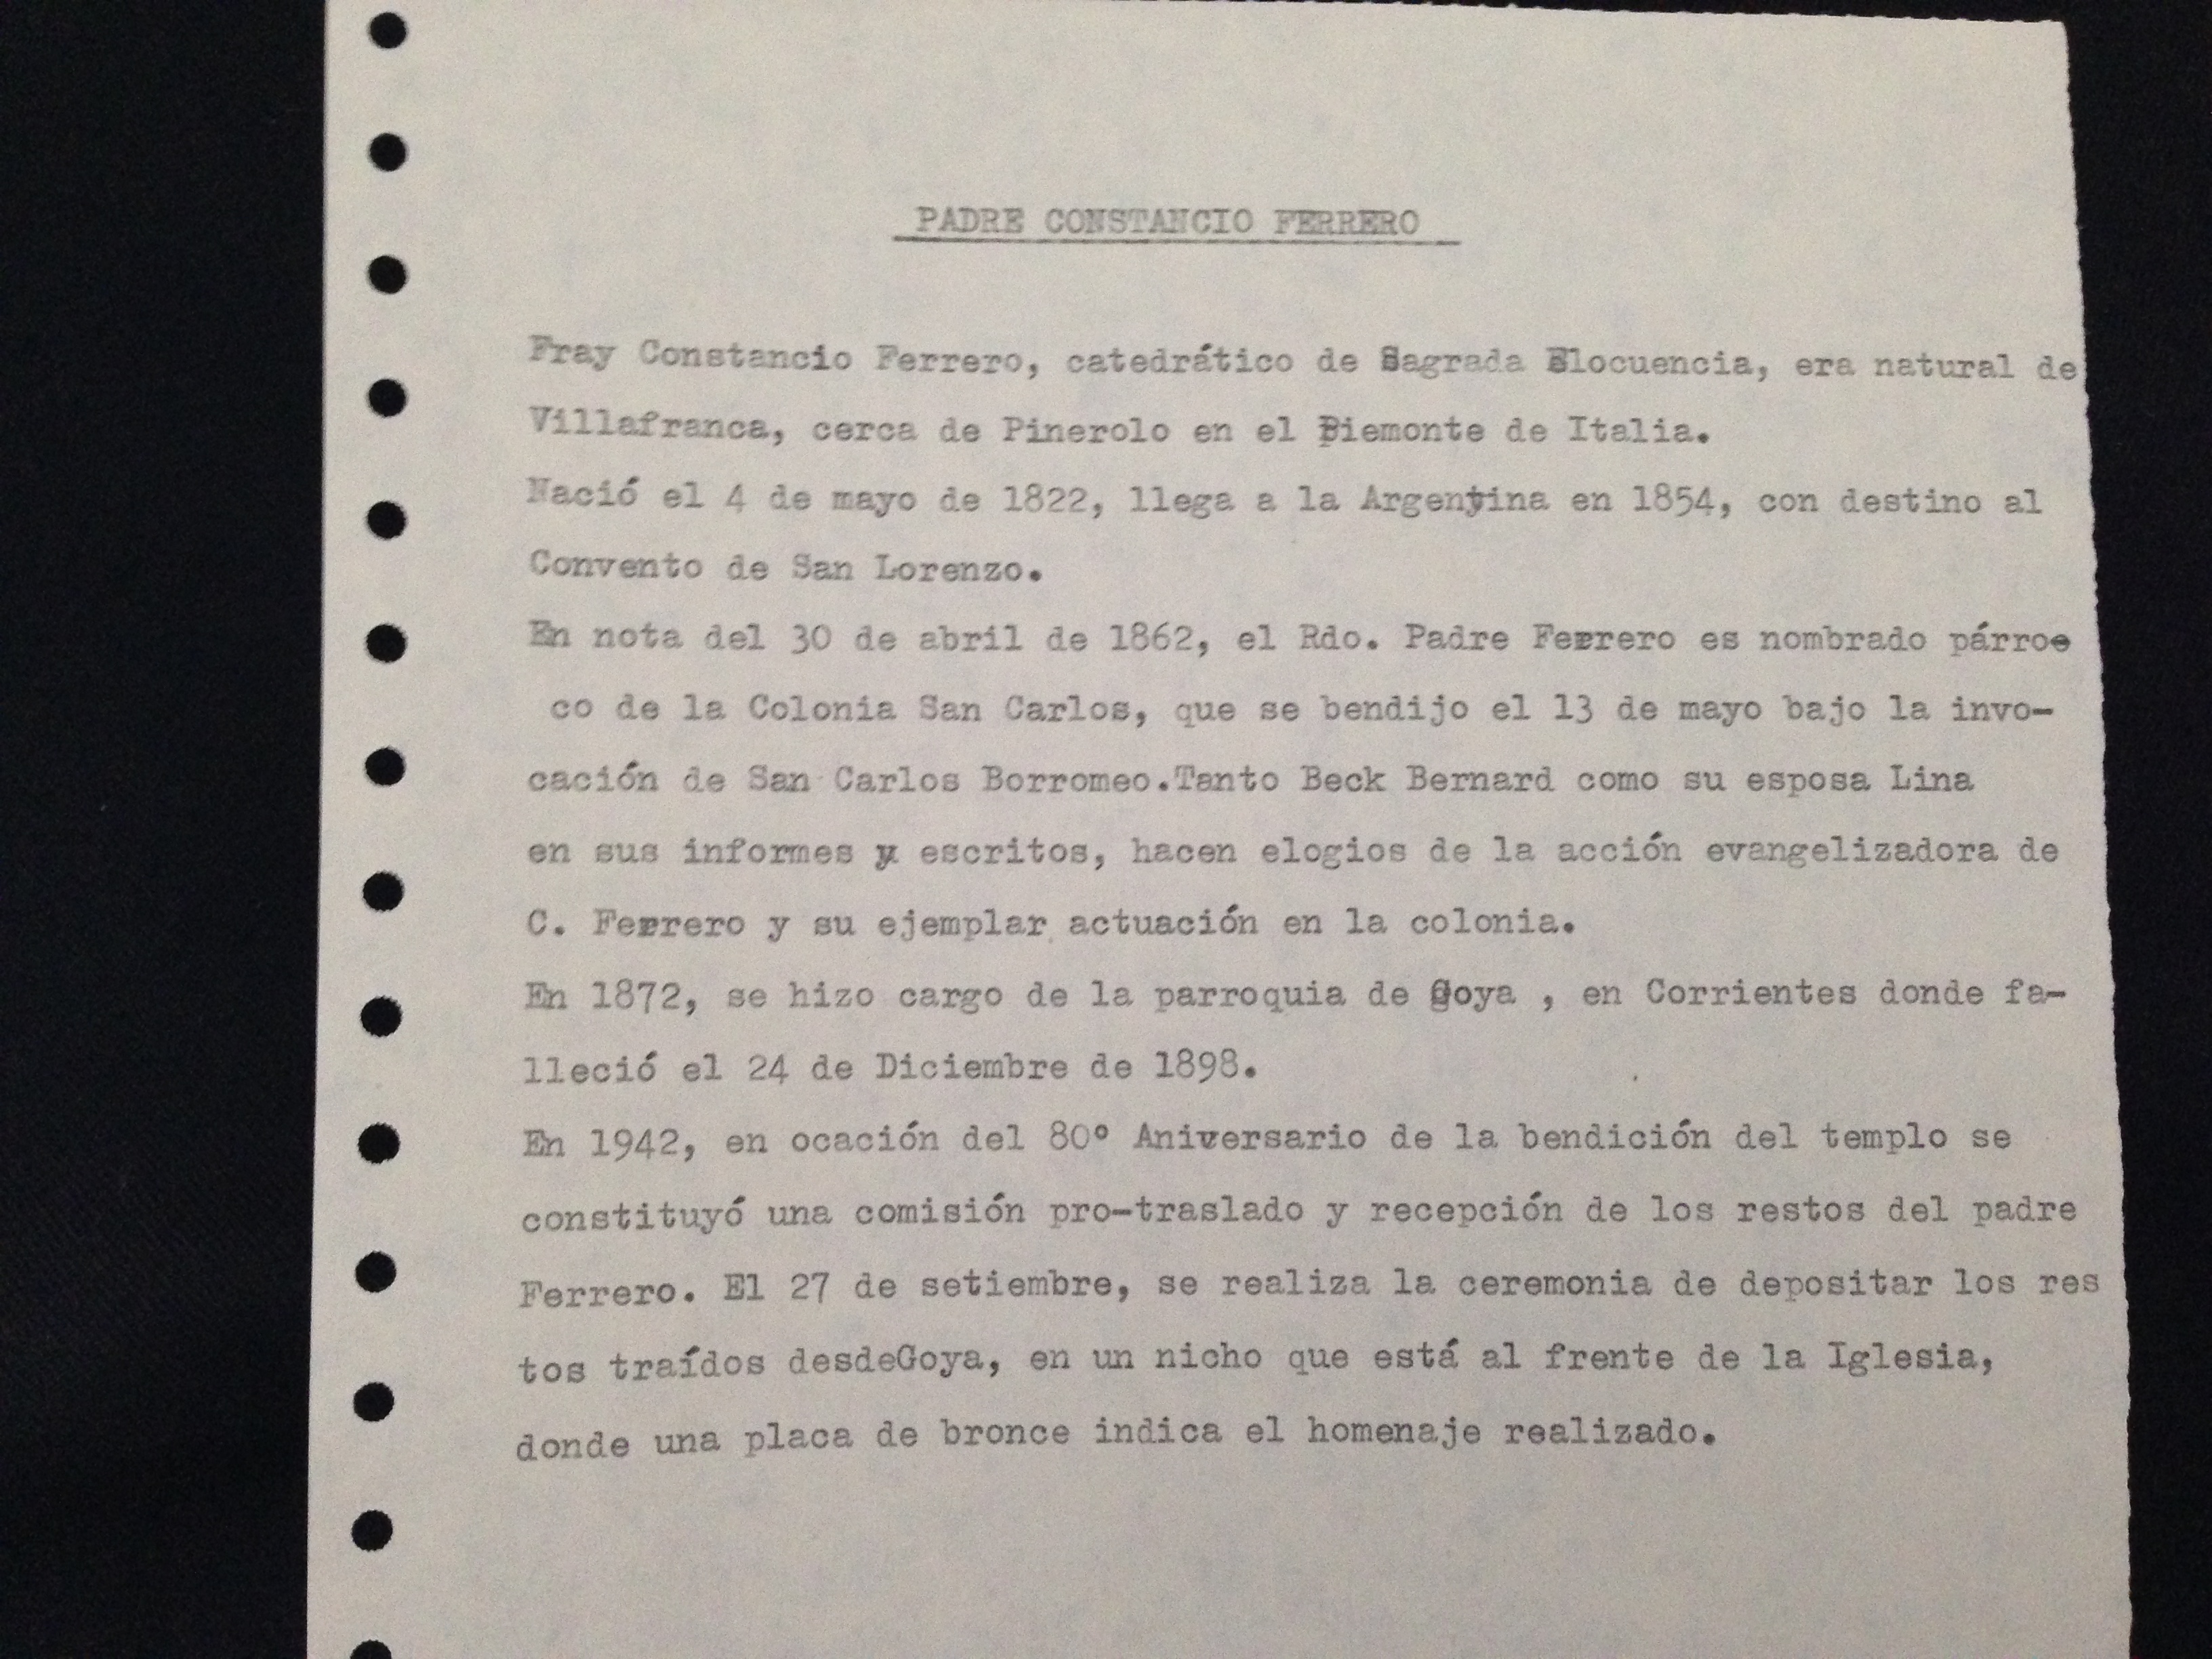 PADRE CONSTANCIO FERRERO
Fray Constancio Ferrero, catedrático de Sagrada Elocuencia, era natural de
Villafranca, cerca de Pinerolo en el Piemonte de Italia.
Nació el 4 de mayo de 1822, llega a la Argentina en 1854, con destino al
Convento de San Lorenzo.
En nota del 30 de abril de 1862, el Rdo. Padre Ferrero es nombrado párro-
co de la Colonia San Carlos, que se bendijo el 13 de mayo bajo la invo-
cación de San Carlos Borromeo.Tanto Beck Bernard como su esposa Lina
en sus informes y escritos, hacen elogios de la acción evangelizadora de
C. Ferrero y su ejemplar actuación en la colonia.
En 1872, se hizo cargo de la parroquia de Goya , en Corrientes donde fa-
lleció el 24 de Diciembre de 1898.
En 1942, en ocación del 80º Aniversario de la bendición del templo se
constituyó una comisión pro-traslado y recepción de los restos del padre
Ferrero. El 27 de setiembre, se realiza la ceremonia de depositar los res
tos traídos desdeGoya, en un nicho que está al frente de la Iglesia,
donde una placa de bronce indica el homenaje realizado.